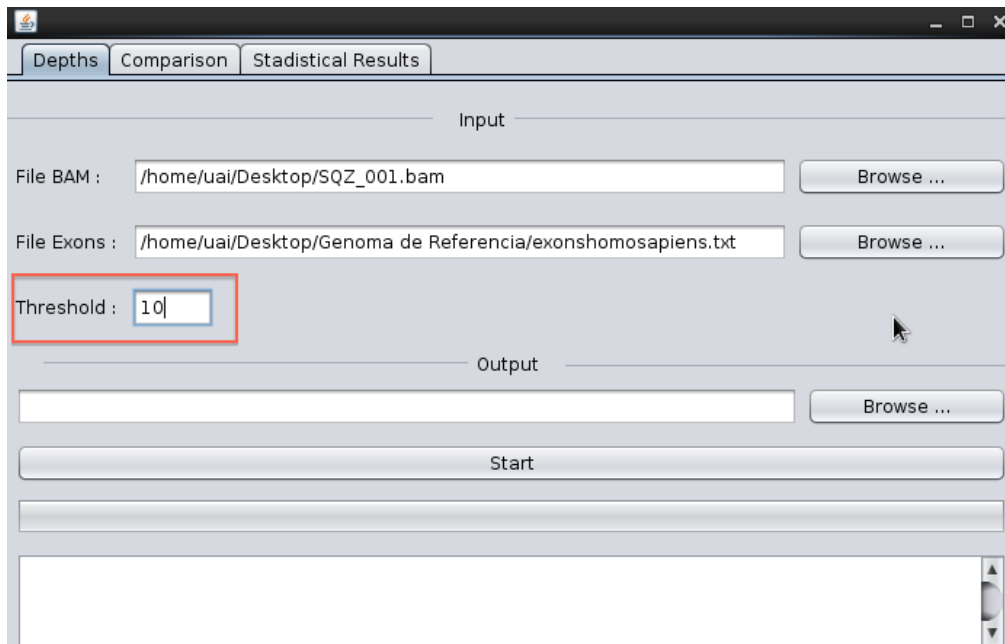 Depths Comparison Stadistical Results
Input
File BAM : /home/uai/Desktop/SQZ_001.bam Browse ...
File Exons : /home/uai/Desktop/Genoma de Referencia/exonshomosapiens.txt Browse ...
Threshold : 10
Output
Browse ...
Start